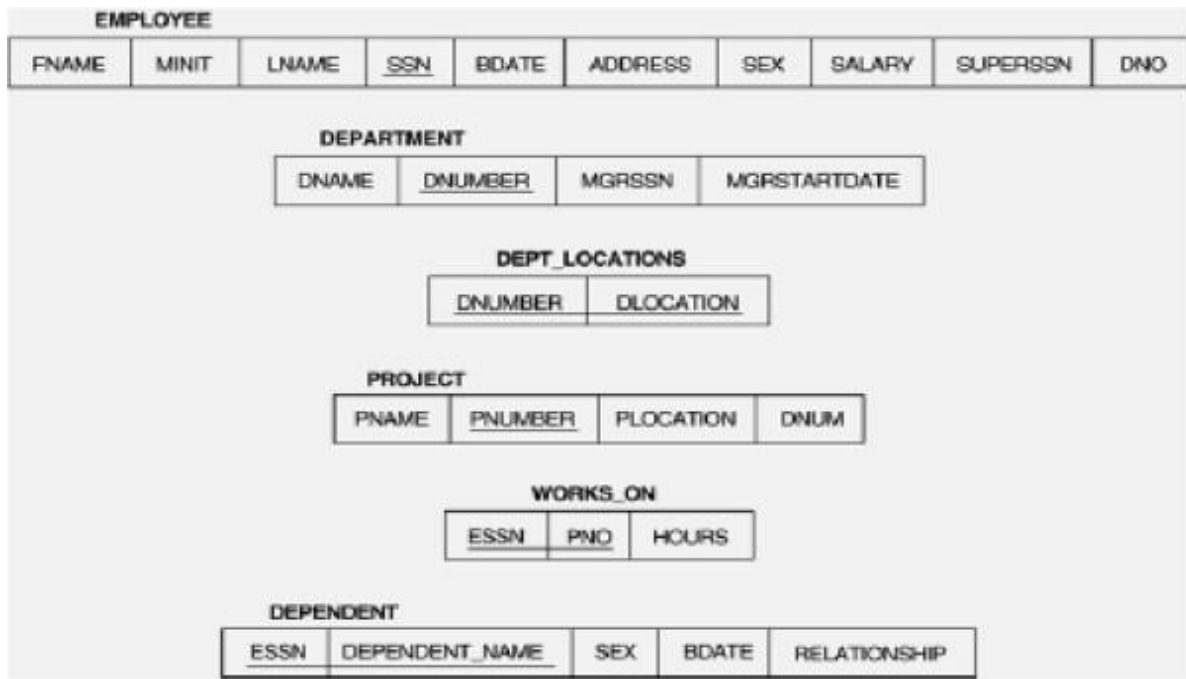 EMPLOYEE
FNAME MINIT LNAME SSN BDATE ADDRESS SEX SALARY SUPERSSN DNO
DEPARTMENT
DNAME DNUMBER MGRSSN MGRSTARTDATE
DEPT_LOCATIONS
DNUMBER DLOCATION
PROJECT
PNAME PNUMBER PLOCATION DNUM
WORKS_ON
ESSN PNO HOURS
DEPENDENT
ESSN DEPENDENT_NAME SEX BDATE RELATIONSHIP